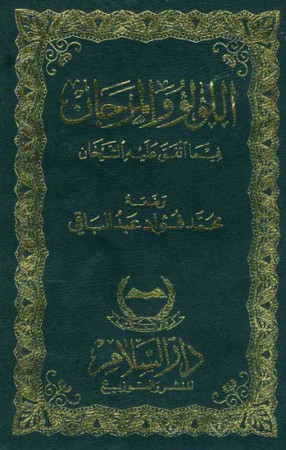 اللؤلؤ والمرجان
فيما اتفق عليه الشيخان
وضعه
محمد فؤاد عبد الباقي
دار السلام
للنشر والتوزيع